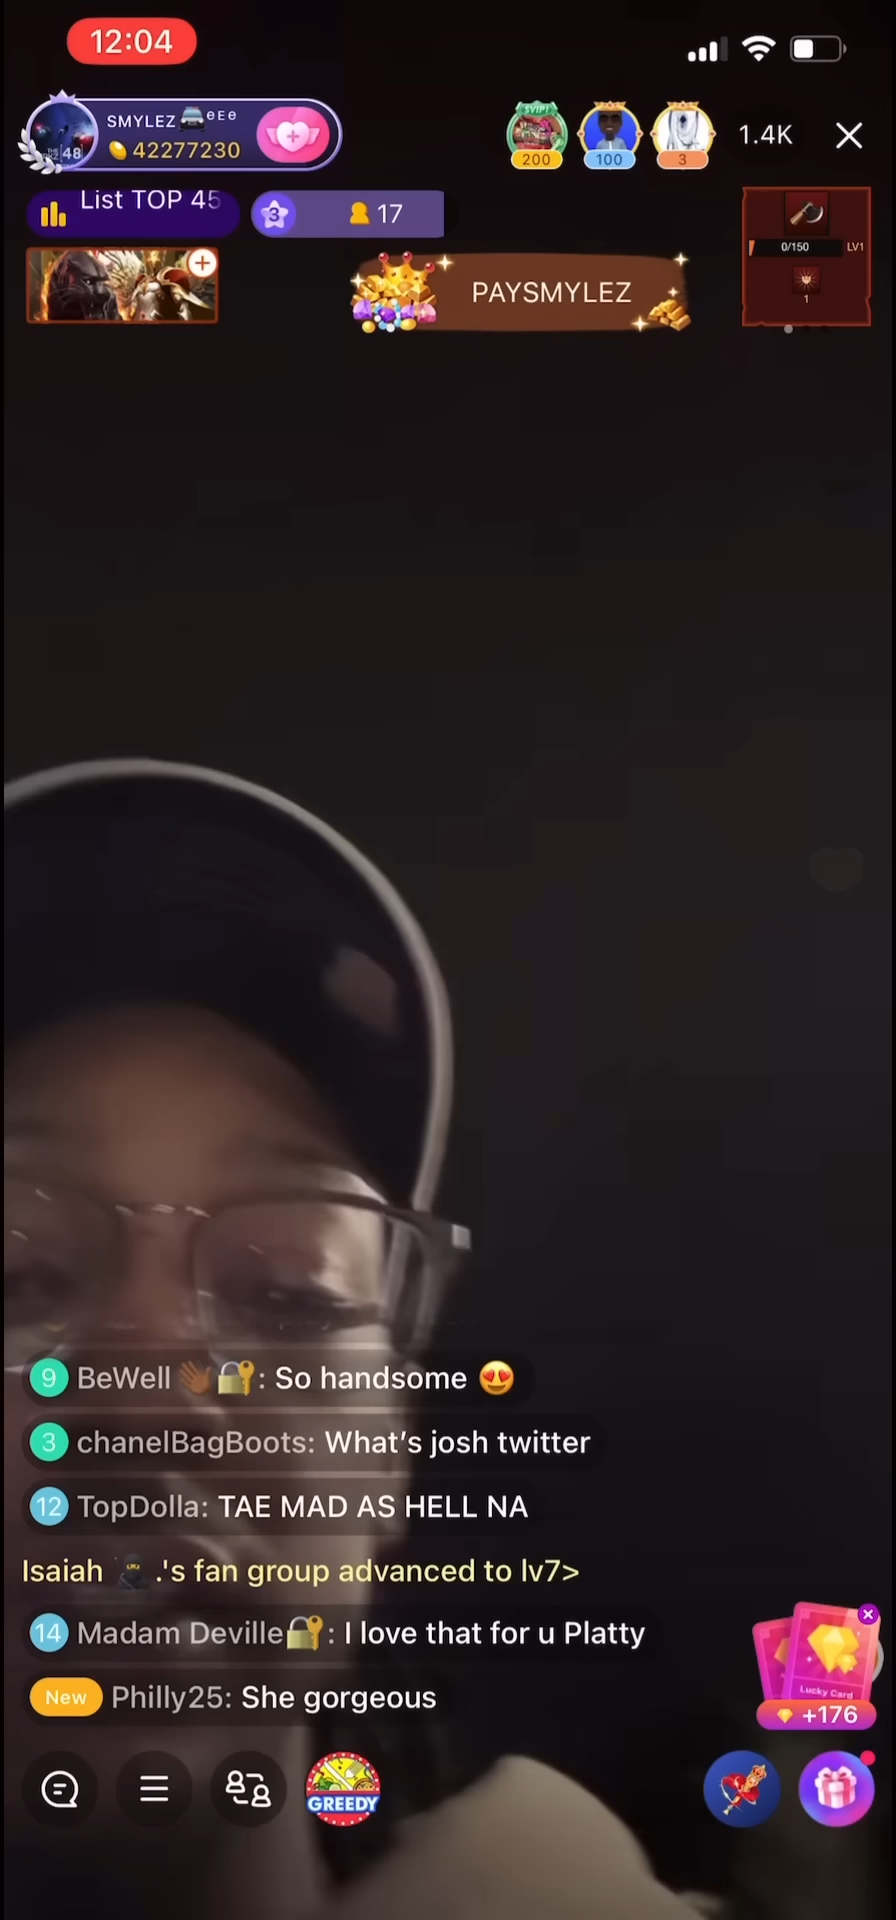 12:04
SMYLEZ 🚘eEe
48
42277230
200
100
3
1.4K
List TOP 45
3
17
0/150
LV1
1
PAYSMYLEZ
9 BeWell 👋🏾🔐: So handsome 😍
3 chanelBagBoots: What's josh twitter
12 TopDolla: TAE MAD AS HELL NA
Isaiah 🥷🏿.'s fan group advanced to lv7>
14 Madam Deville🔐: I love that for u Platty
New Philly25: She gorgeous
Lucky Card
+176
GREEDY